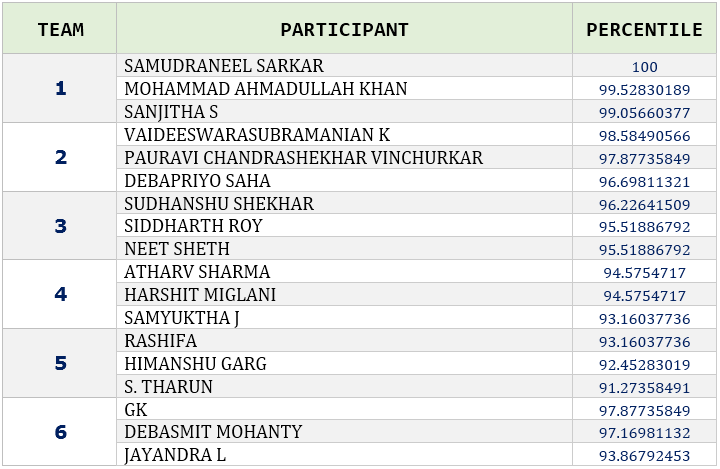 TEAM PARTICIPANT PERCENTILE
1 SAMUDRANEEL SARKAR 100
MOHAMMAD AHMADULLAH KHAN 99.52830189
SANJITHA S 99.05660377
2 VAIDEESWARASUBRAMANIAN K 98.58490566
PAURAVI CHANDRASHEKHAR VINCHURKAR 97.87735849
DEBAPRIYO SAHA 96.69811321
3 SUDHANSHU SHEKHAR 96.22641509
SIDDHARTH ROY 95.51886792
NEET SHETH 95.51886792
4 ATHARV SHARMA 94.5754717
HARSHIT MIGLANI 94.5754717
SAMYUKTHA J 93.16037736
5 RASHIFA 93.16037736
HIMANSHU GARG 92.45283019
S. THARUN 91.27358491
6 GK 97.87735849
DEBASMIT MOHANTY 97.16981132
JAYANDRA L 93.86792453